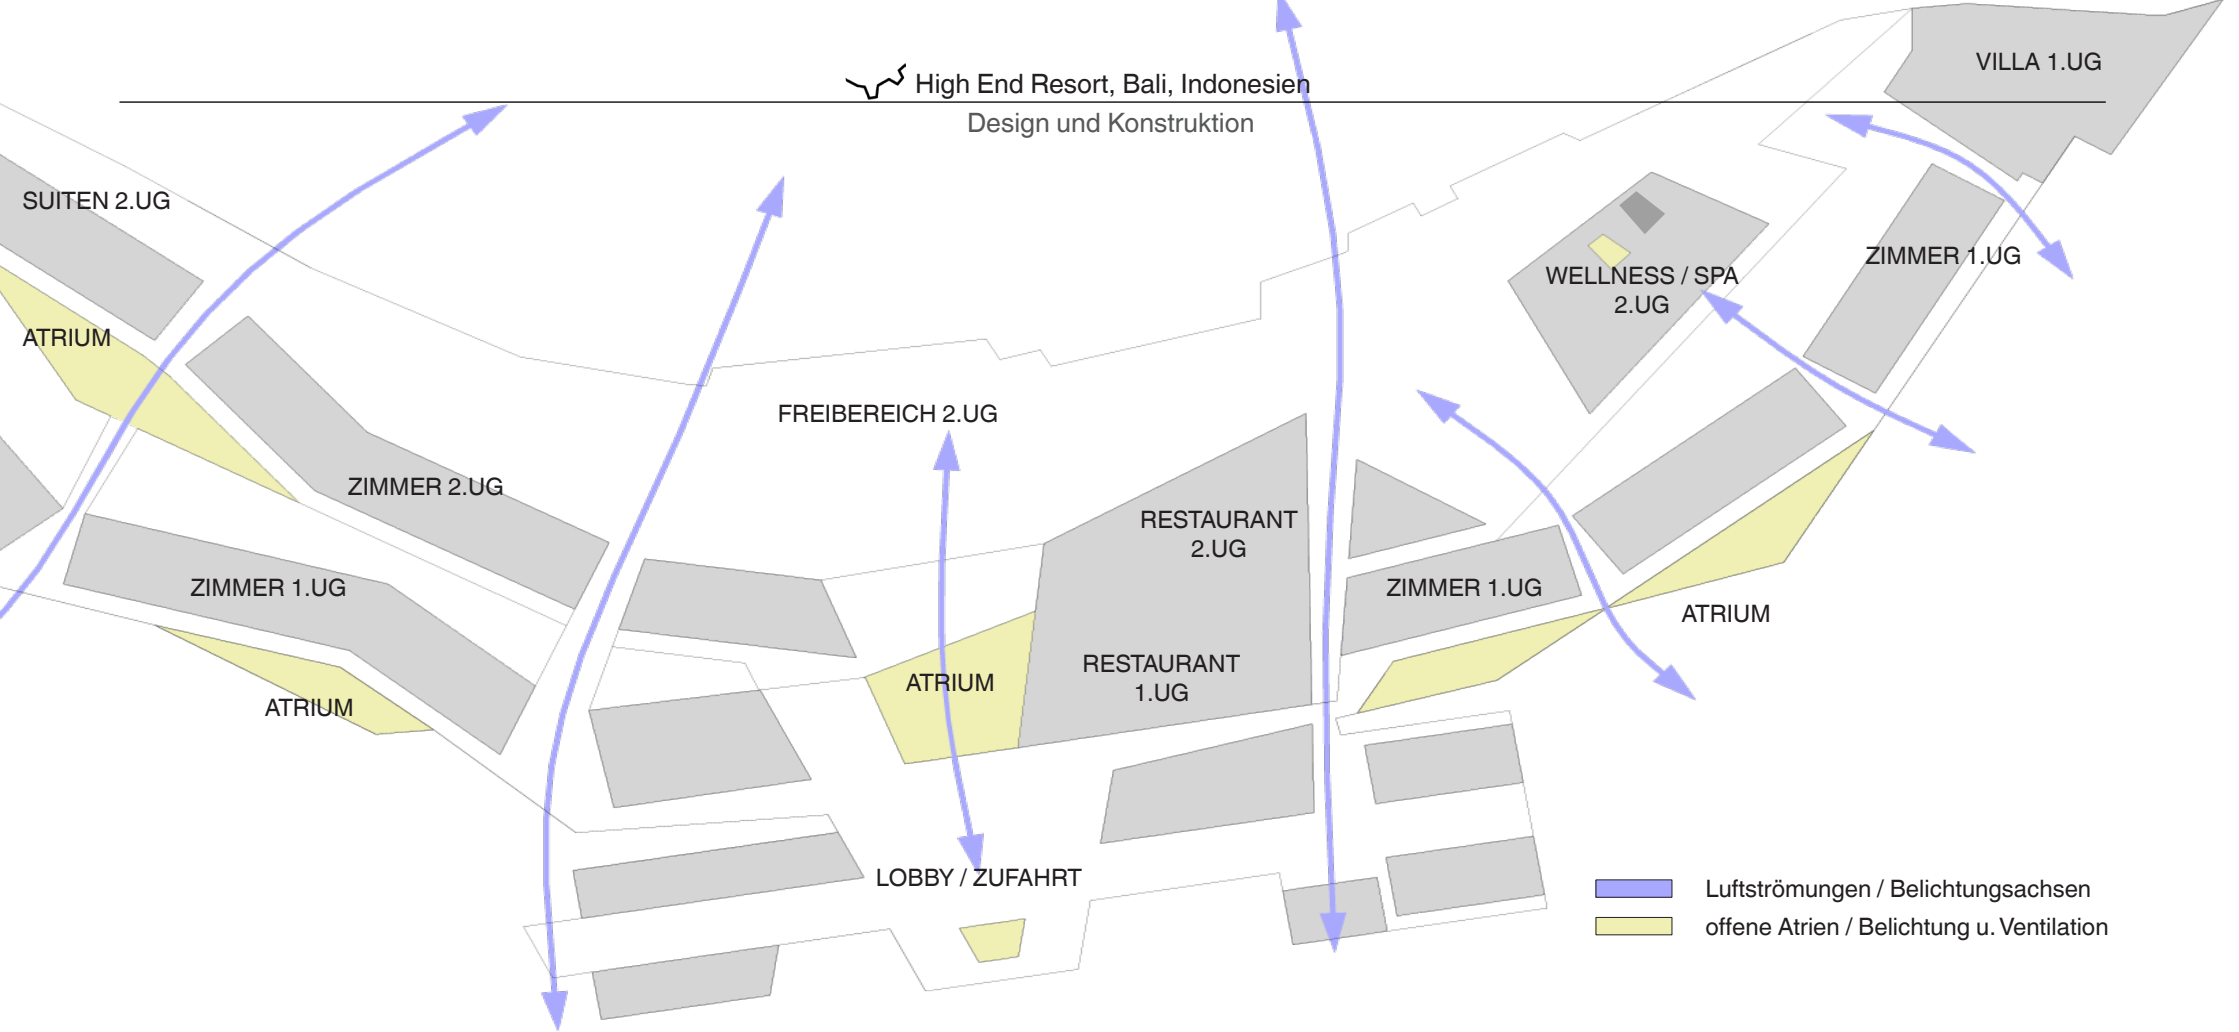 High End Resort, Bali, Indonesien
Design und Konstruktion
VILLA 1.UG
SUITEN 2.UG
ZIMMER 1.UG
WELLNESS / SPA
2.UG
ATRIUM
FREIBEREICH 2.UG
ZIMMER 2.UG
RESTAURANT
2.UG
ZIMMER 1.UG
ZIMMER 1.UG
ATRIUM
RESTAURANT
1.UG
ATRIUM
ATRIUM
LOBBY / ZUFAHRT
Luftströmungen / Belichtungsachsen
offene Atrien / Belichtung u. Ventilation